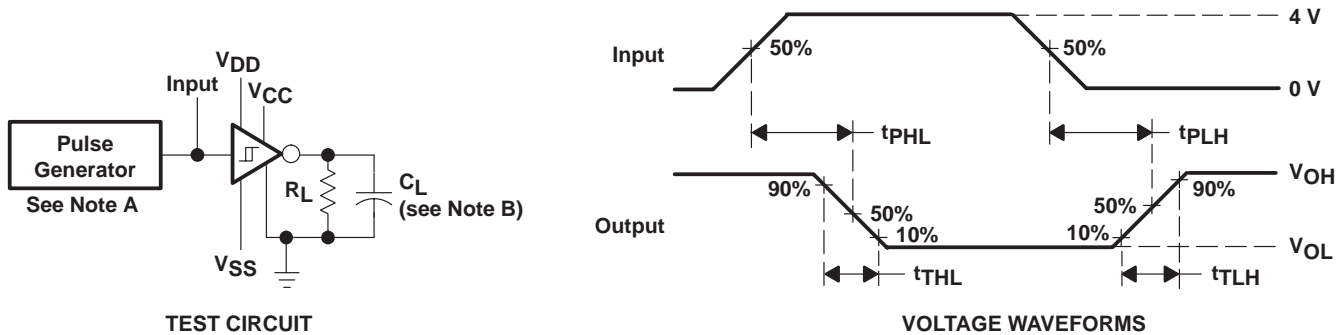 VDD
Input
VCC
Pulse
Generator
See Note A
RL
CL
(see Note B)
VSS
TEST CIRCUIT
4 V
Input
50%
50%
0 V
tPHL
tPLH
VOH
90%
90%
Output
50%
50%
10%
10%
VOL
tTHL
tTLH
VOLTAGE WAVEFORMS